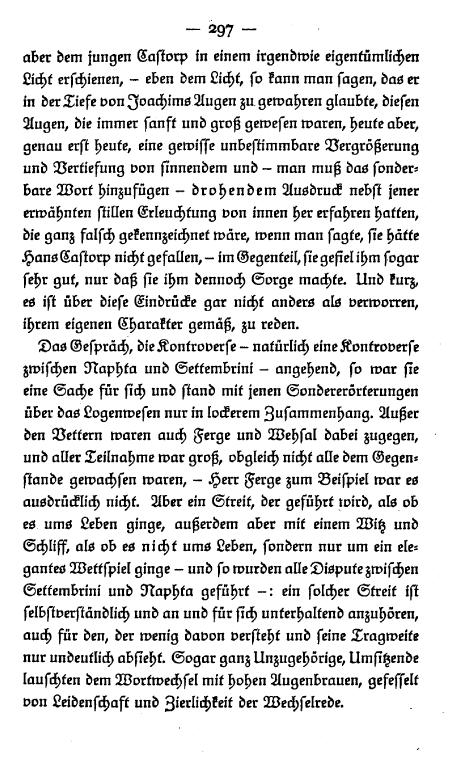 — 297 —
aber dem jungen Castorp in einem irgendwie eigentümlichen
Licht erschienen, – eben dem Licht, so kann man sagen, das er
in der Tiefe von Joachims Augen zu gewahren glaubte, diesen
Augen, die immer sanft und groß gewesen waren, heute aber,
genau erst heute, eine gewisse unbestimmbare Vergrößerung
und Vertiefung von sinnendem und – man muß das sonder-
bare Wort hinzufügen – drohendem Ausdruck nebst jener
erwähnten stillen Erleuchtung von innen her erfahren hatten,
die ganz falsch gekennzeichnet wäre, wenn man sagte, sie hätte
Hans Castorp nicht gefallen, – im Gegenteil, sie gefiel ihm sogar
sehr gut, nur daß sie ihm dennoch Sorge machte. Und kurz,
es ist über diese Eindrücke gar nicht anders als verworren,
ihrem eigenen Charakter gemäß, zu reden.
Das Gespräch, die Kontroverse – natürlich eine Kontroverse
zwischen Naphta und Settembrini – angehend, so war sie
eine Sache für sich und stand mit jenen Sondererörterungen
über das Logenwesen nur in lockerem Zusammenhang. Außer
den Vettern waren auch Ferge und Wehsal dabei zugegen,
und aller Teilnahme war groß, obgleich nicht alle dem Gegen-
stande gewachsen waren, – Herr Ferge zum Beispiel war es
ausdrücklich nicht. Aber ein Streit, der geführt wird, als ob
es ums Leben ginge, außerdem aber mit einem Witz und
Schliff, als ob es nicht ums Leben, sondern nur um ein ele-
gantes Wettspiel ginge – und so wurden alle Dispute zwischen
Settembrini und Naphta geführt –: ein solcher Streit ist
selbstverständlich und an und für sich unterhaltend anzuhören,
auch für den, der wenig davon versteht und seine Tragweite
nur undeutlich absieht. Sogar ganz Unzugehörige, Umsitzende
lauschten dem Wortwechsel mit hohen Augenbrauen, gefesselt
von Leidenschaft und Zierlichkeit der Wechselrede.